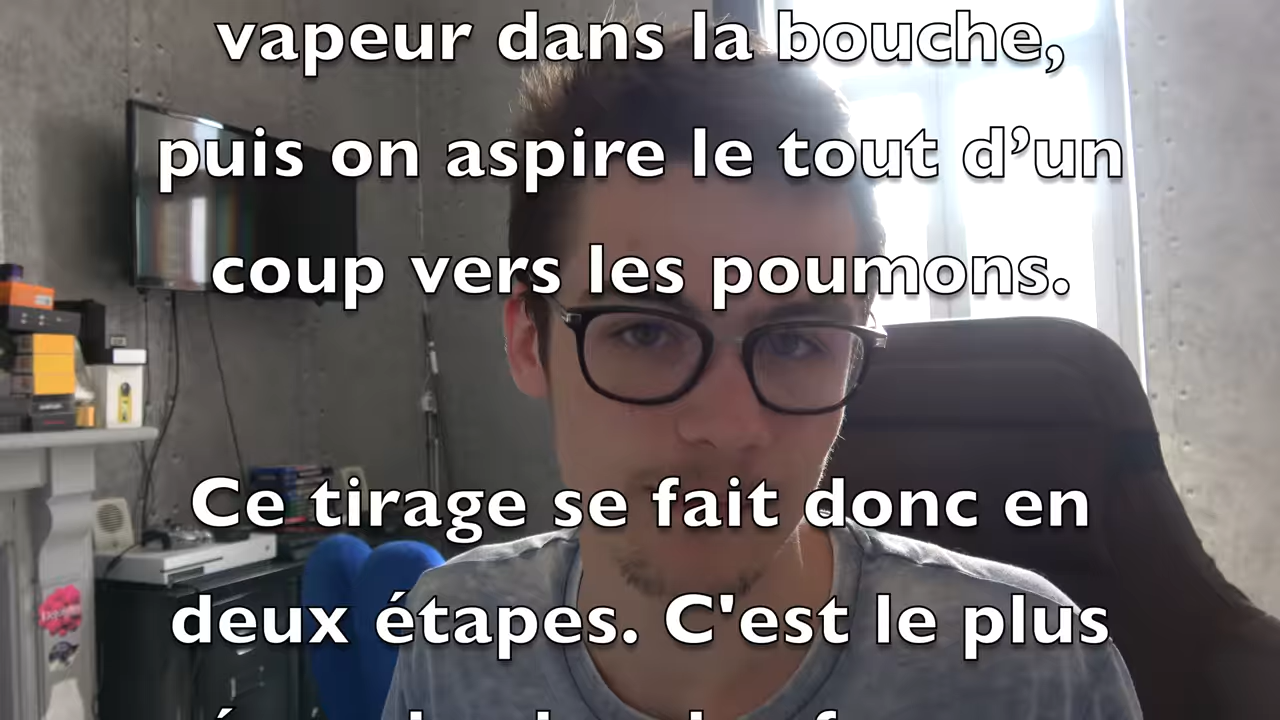 vapeur dans la bouche,
puis on aspire le tout d’un
coup vers les poumons.
Ce tirage se fait donc en
deux étapes. C'est le plus